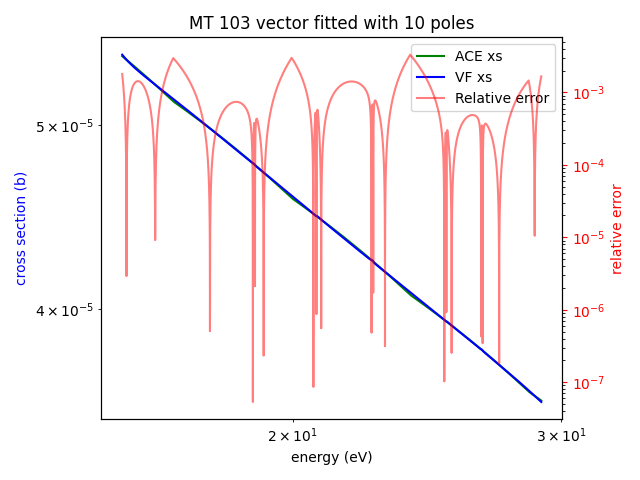 MT 103 vector fitted with 10 poles
ACE xs
VF xs
Relative error
cross section (b)
5 × 10⁻⁵
4 × 10⁻⁵
10⁻³
10⁻⁴
10⁻⁵
10⁻⁶
10⁻⁷
relative error
2 × 10¹
3 × 10¹
energy (eV)